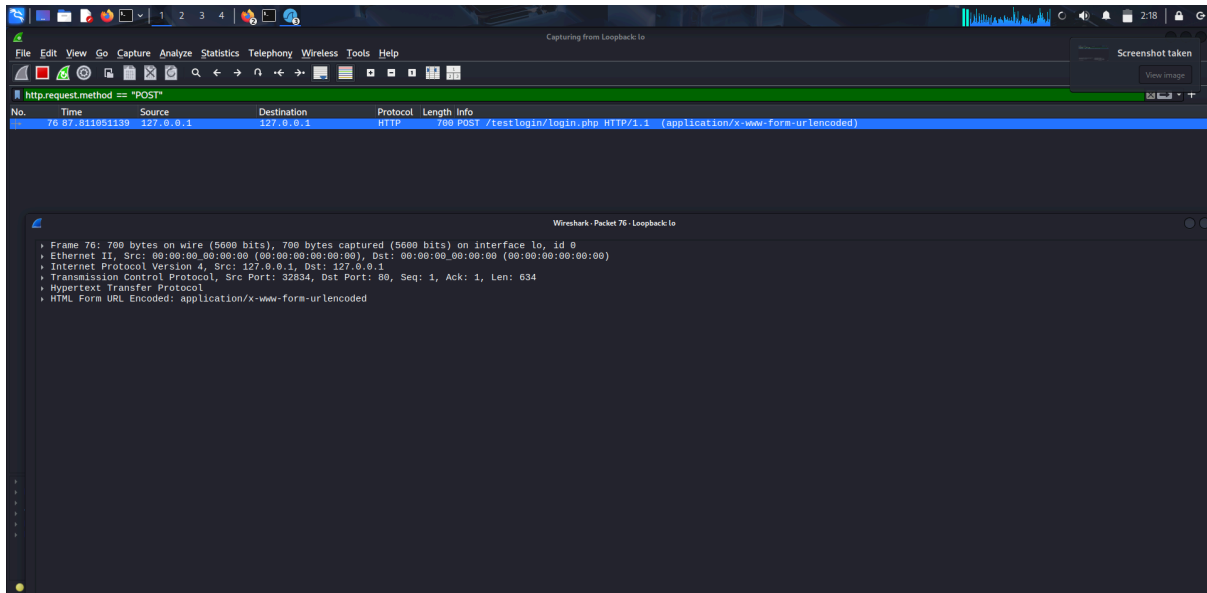 1 2 3 4
2:18
Capturing from Loopback: lo
Screenshot taken
View image
File Edit View Go Capture Analyze Statistics Telephony Wireless Tools Help
http.request.method == "POST"
No. Time Source Destination Protocol Length Info
76 87.811051139 127.0.0.1 127.0.0.1 HTTP 700 POST /testlogin/login.php HTTP/1.1 (application/x-www-form-urlencoded)
Wireshark · Packet 76 · Loopback: lo
Frame 76: 700 bytes on wire (5600 bits), 700 bytes captured (5600 bits) on interface lo, id 0
Ethernet II, Src: 00:00:00_00:00:00 (00:00:00:00:00:00), Dst: 00:00:00_00:00:00 (00:00:00:00:00:00)
Internet Protocol Version 4, Src: 127.0.0.1, Dst: 127.0.0.1
Transmission Control Protocol, Src Port: 32834, Dst Port: 80, Seq: 1, Ack: 1, Len: 634
Hypertext Transfer Protocol
HTML Form URL Encoded: application/x-www-form-urlencoded